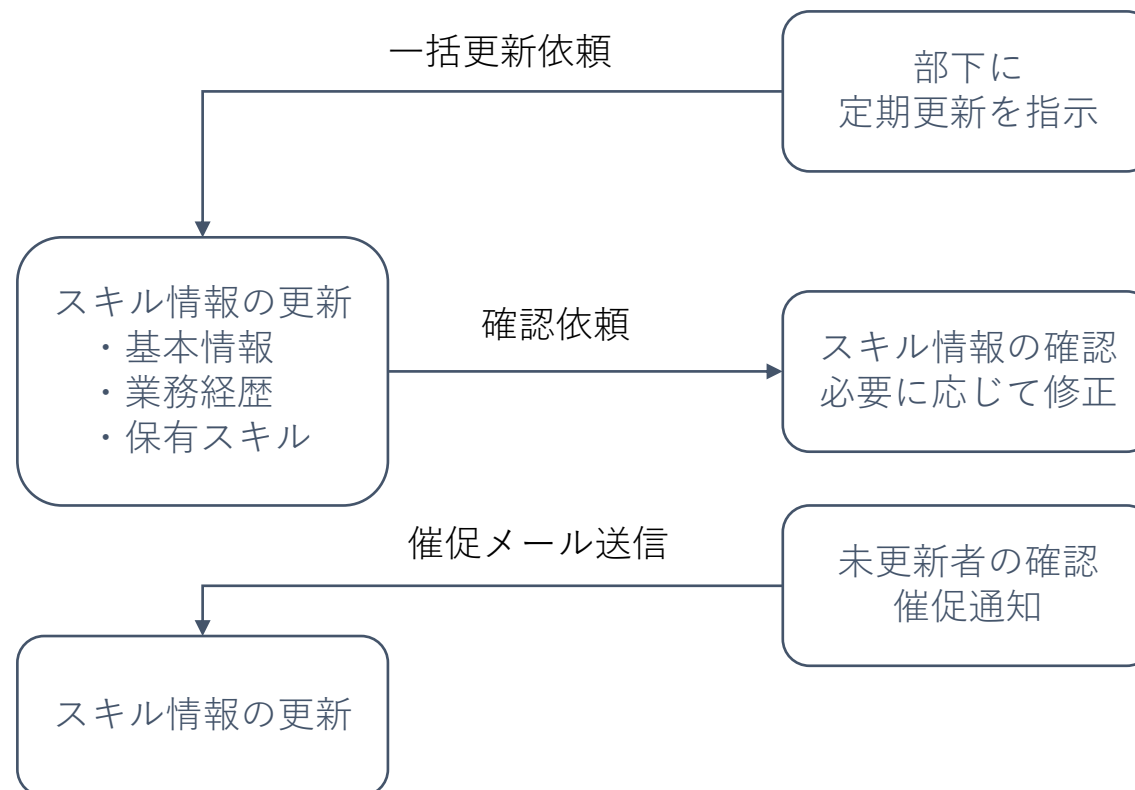 一括更新依頼
部下に
定期更新を指示
スキル情報の更新
・基本情報
・業務経歴
・保有スキル
確認依頼
スキル情報の確認
必要に応じて修正
催促メール送信
未更新者の確認
催促通知
スキル情報の更新